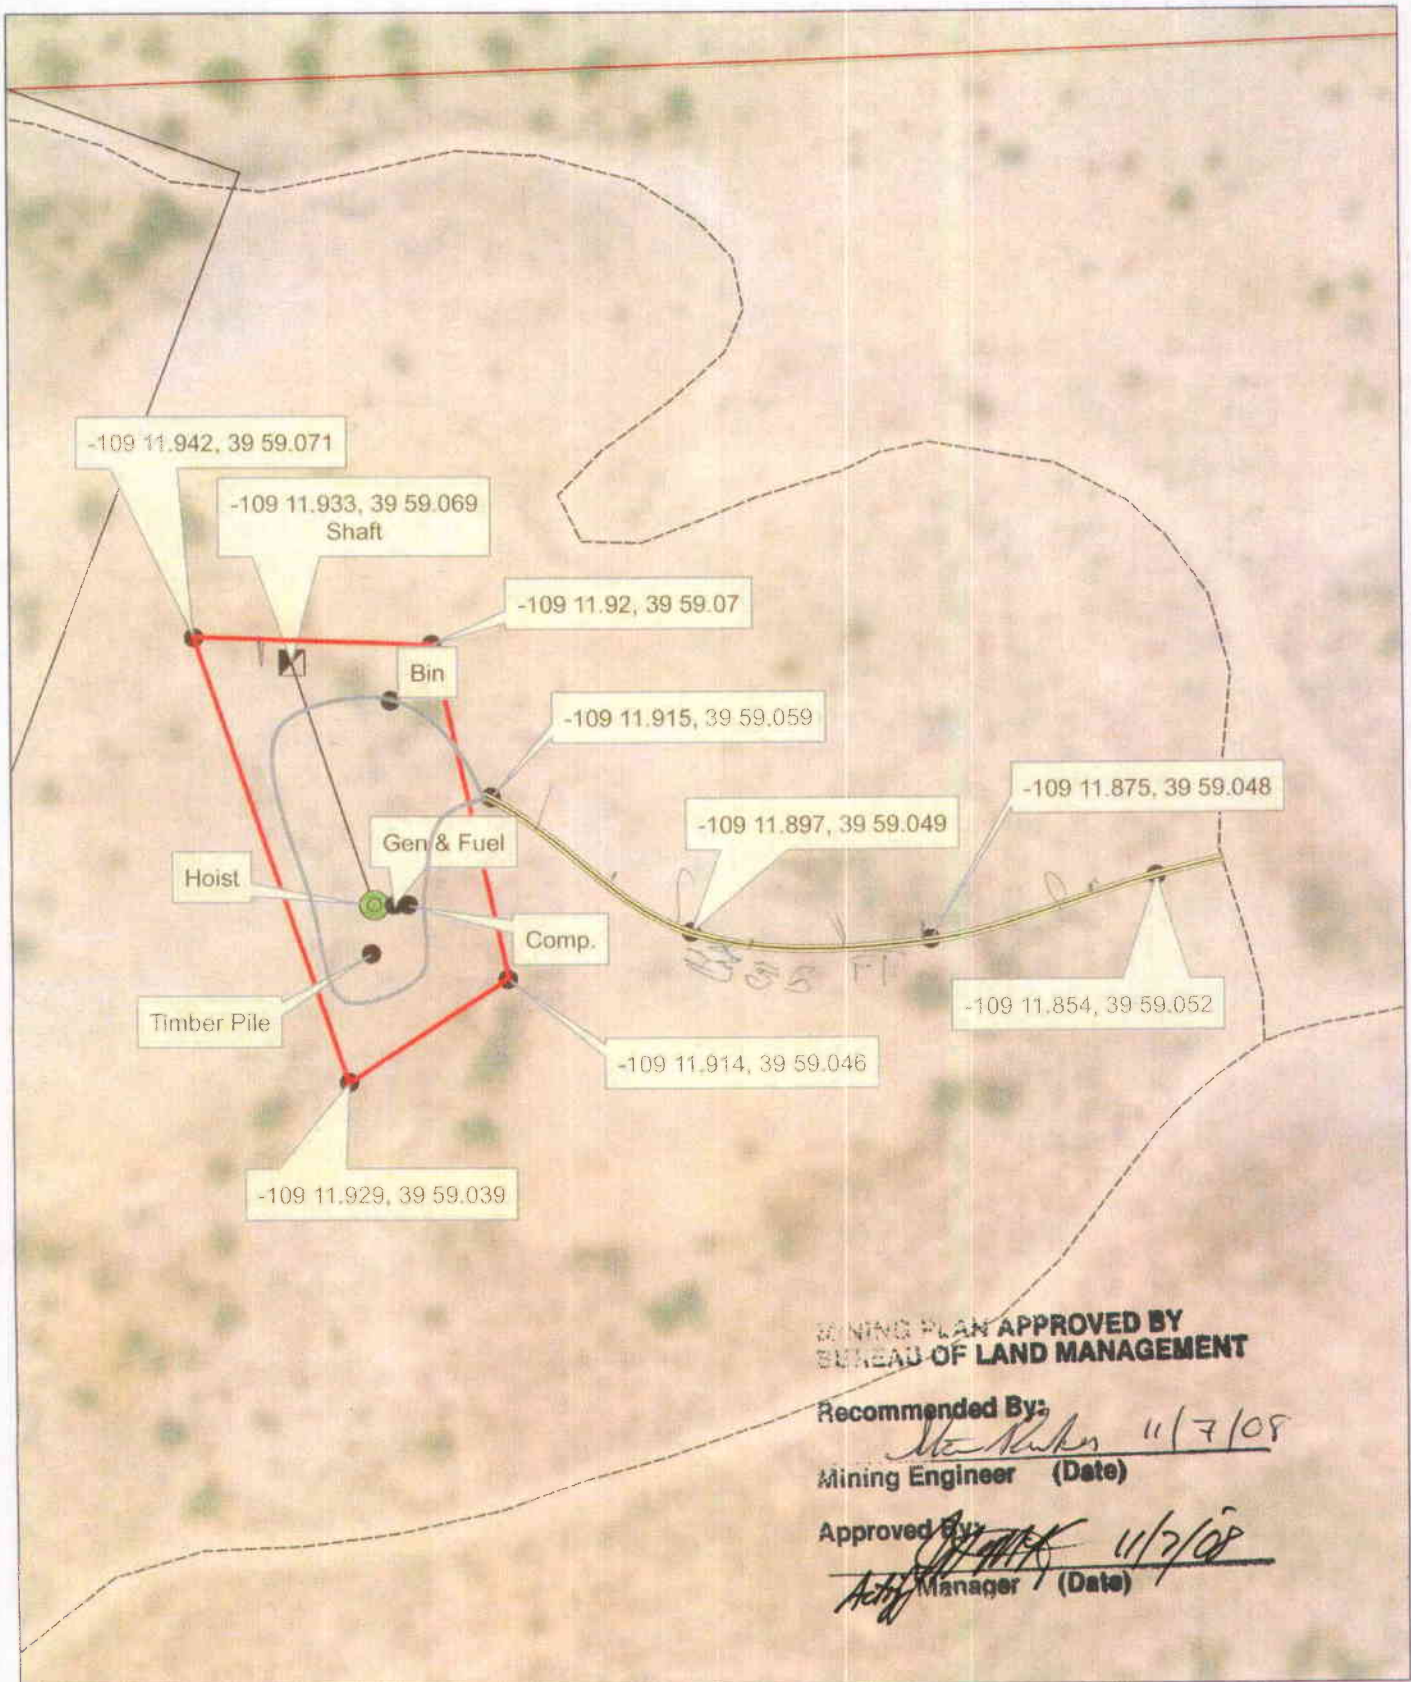 -109 11.942, 39 59.071
-109 11.933, 39 59.069
Shaft
-109 11.92, 39 59.07
Bin
-109 11.915, 39 59.059
-109 11.875, 39 59.048
-109 11.897, 39 59.049
Gen & Fuel
Hoist
Comp.
-109 11.854, 39 59.052
Timber Pile
-109 11.914, 39 59.046
-109 11.929, 39 59.039
MINING PLAN APPROVED BY
BUREAU OF LAND MANAGEMENT
Recommended By:
11/7/08
Mining Engineer (Date)
Approved By:
11/7/08
Acting Manager (Date)